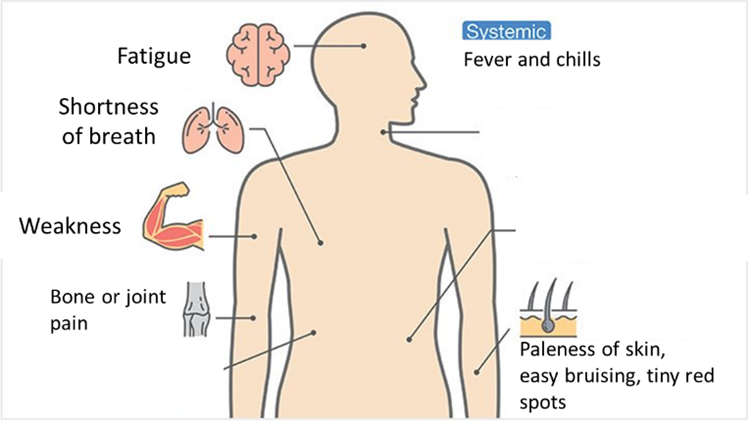 Fatigue
Systemic
Fever and chills
Shortness
of breath
Weakness
Bone or joint
pain
Paleness of skin,
easy bruising, tiny red
spots